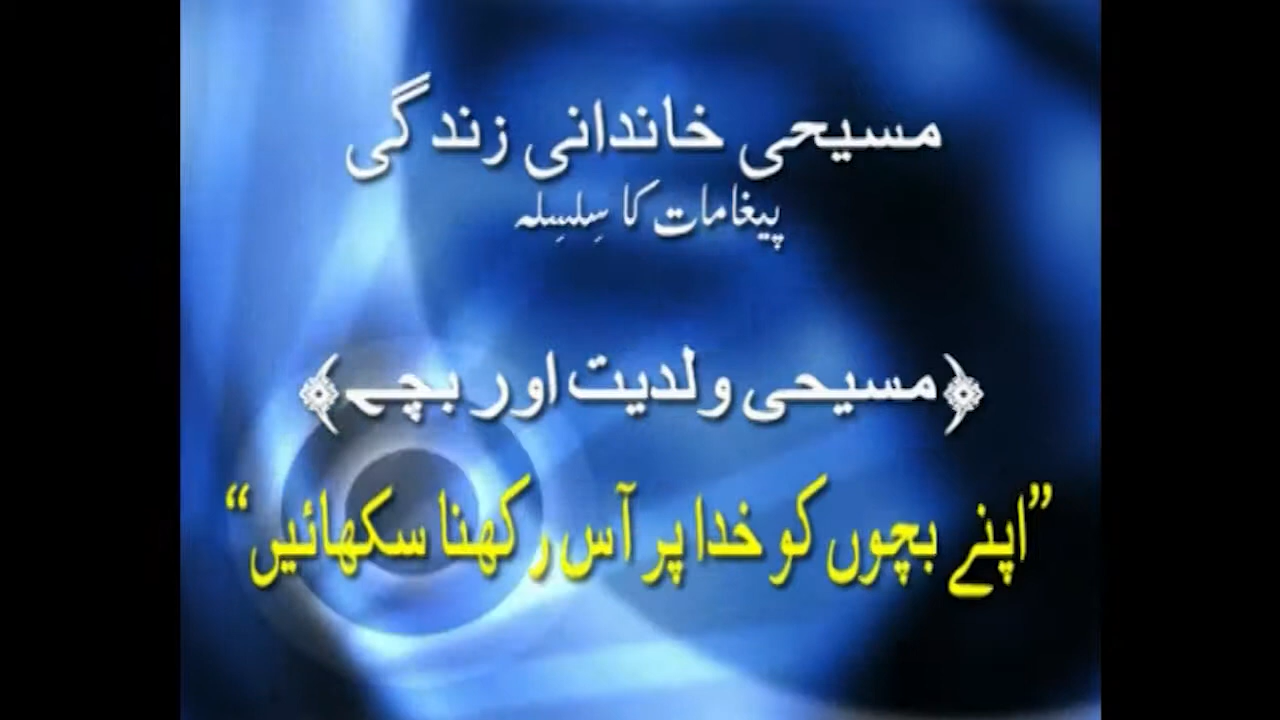 مسیحی خاندانی زندگی
پیغامات کا سِلسِلہ
﴿مسیحی ولدیت اور بچے﴾
”اپنے بچوں کو خدا پر آس رکھنا سکھائیں“